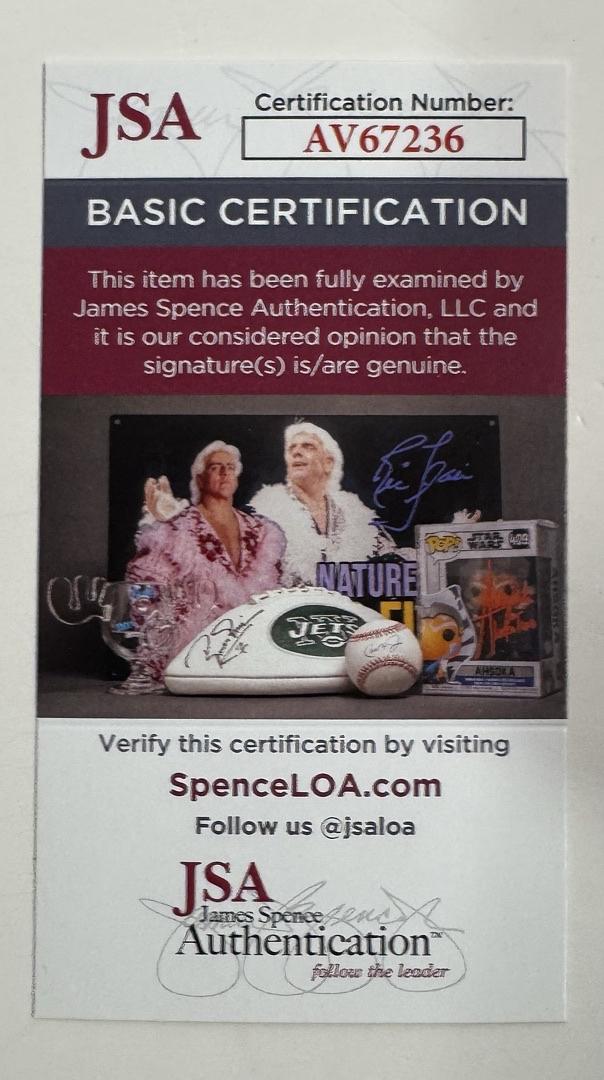 JSA
Certification Number:
AV67236
BASIC CERTIFICATION
This item has been fully examined by
James Spence Authentication, LLC and
it is our considered opinion that the
signature(s) is/are genuine.
NATURE
JETS
POP!
STAR WARS
AHSOKA
Verify this certification by visiting
SpenceLOA.com
Follow us @jsaloa
JSA
James Spence
Authentication™
follow the leader